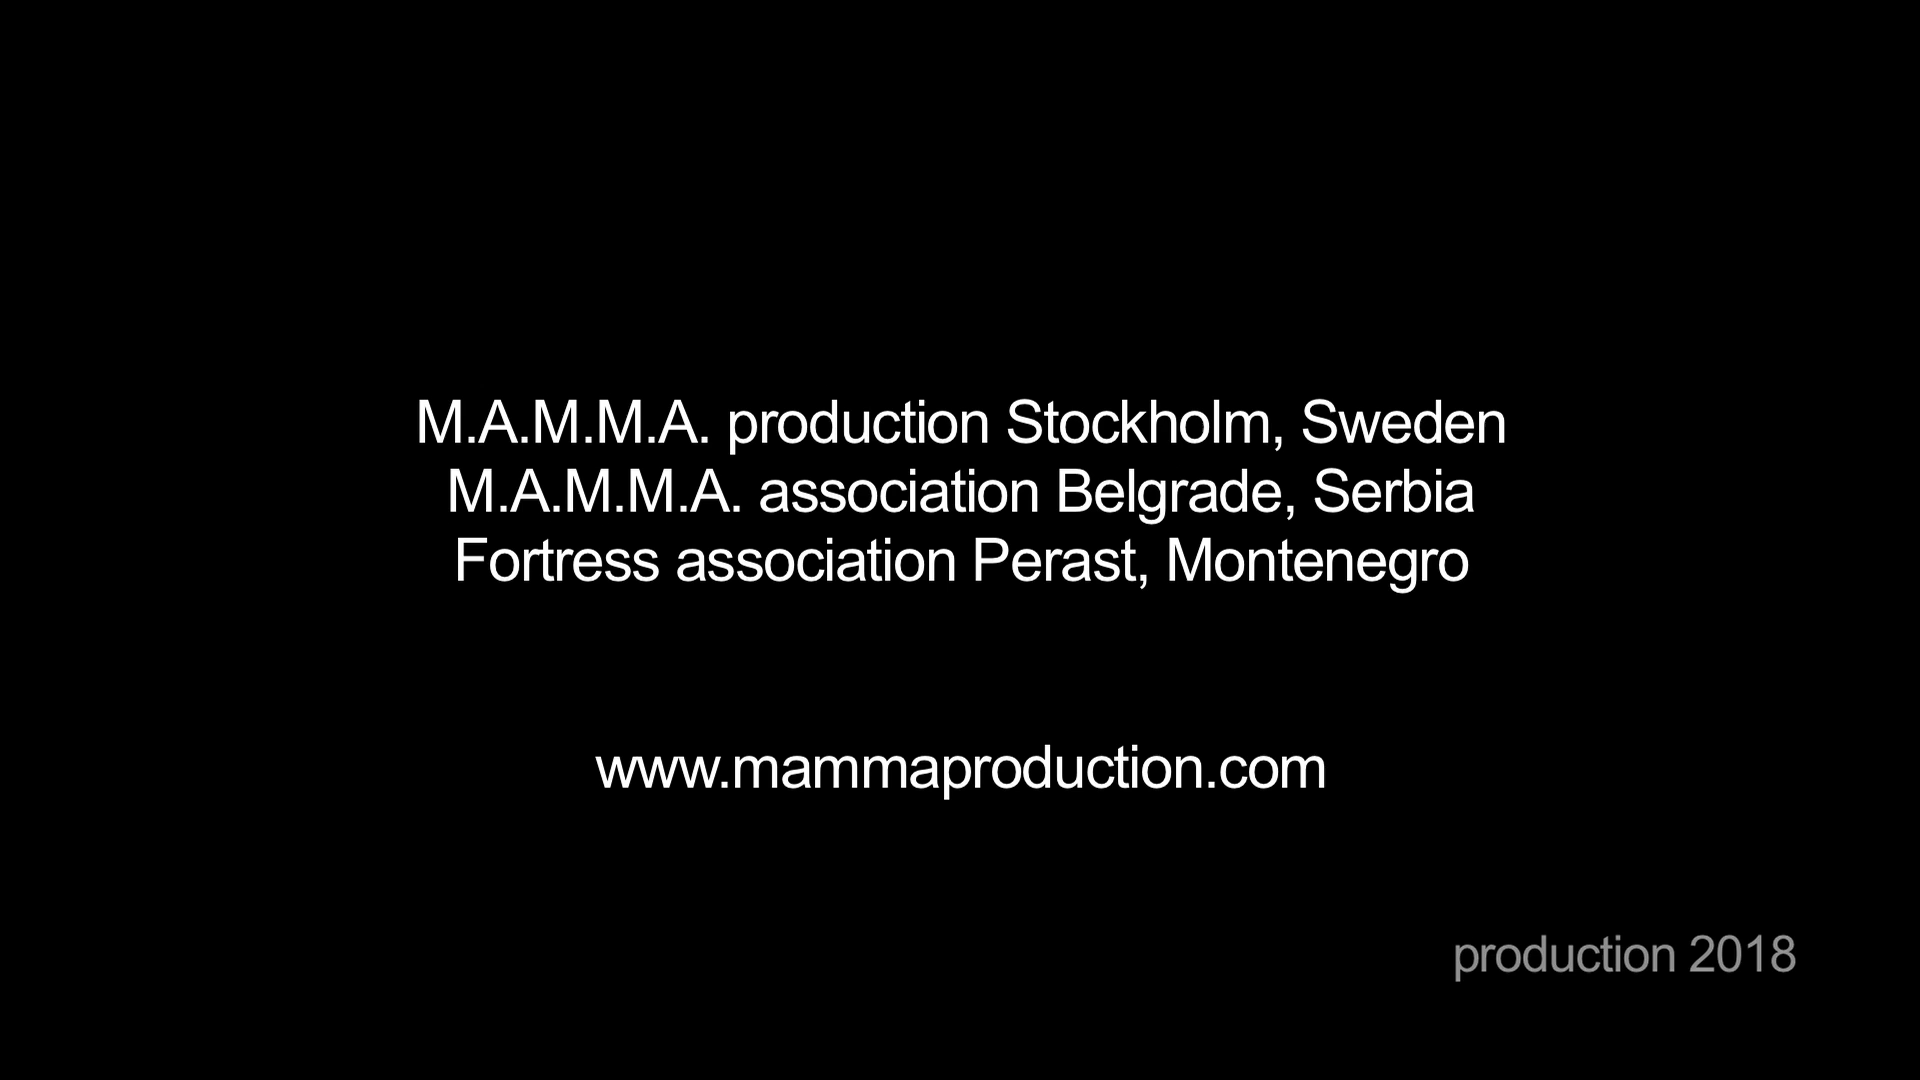 M.A.M.M.A. production Stockholm, Sweden
M.A.M.M.A. association Belgrade, Serbia
Fortress association Perast, Montenegro
www.mammaproduction.com
production 2018